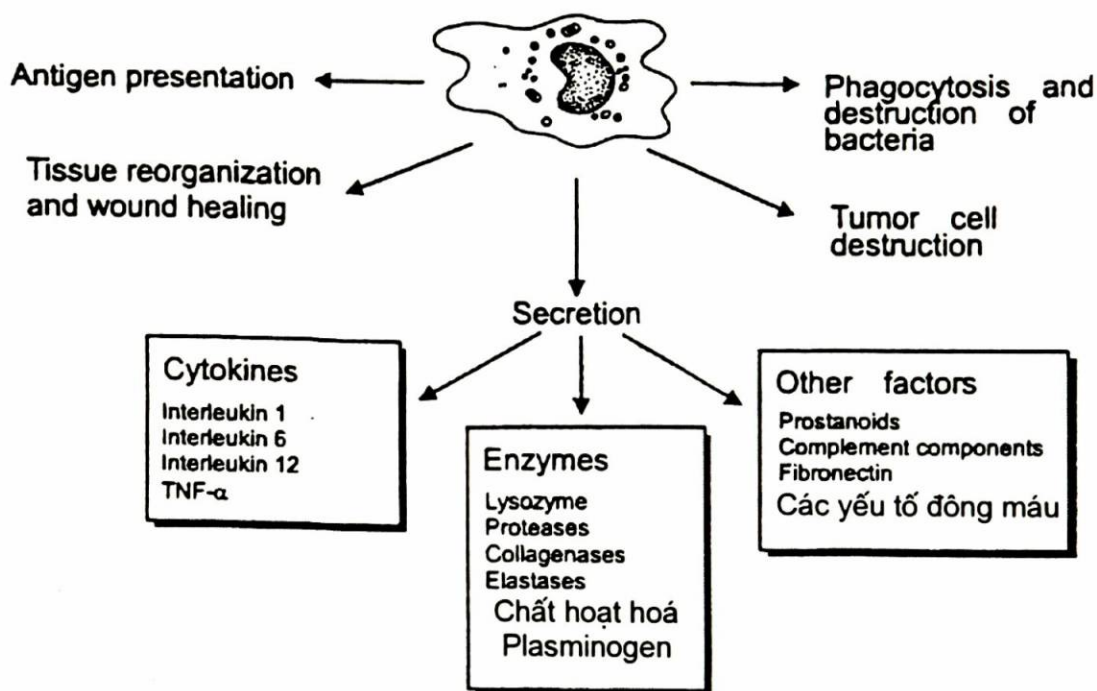 Antigen presentation
Phagocytosis and
destruction of
bacteria
Tissue reorganization
and wound healing
Tumor cell
destruction
Secretion
Cytokines
Interleukin 1
Interleukin 6
Interleukin 12
TNF-α
Enzymes
Lysozyme
Proteases
Collagenases
Elastases
Chất hoạt hoá
Plasminogen
Other factors
Prostanoids
Complement components
Fibronectin
Các yếu tố đông máu